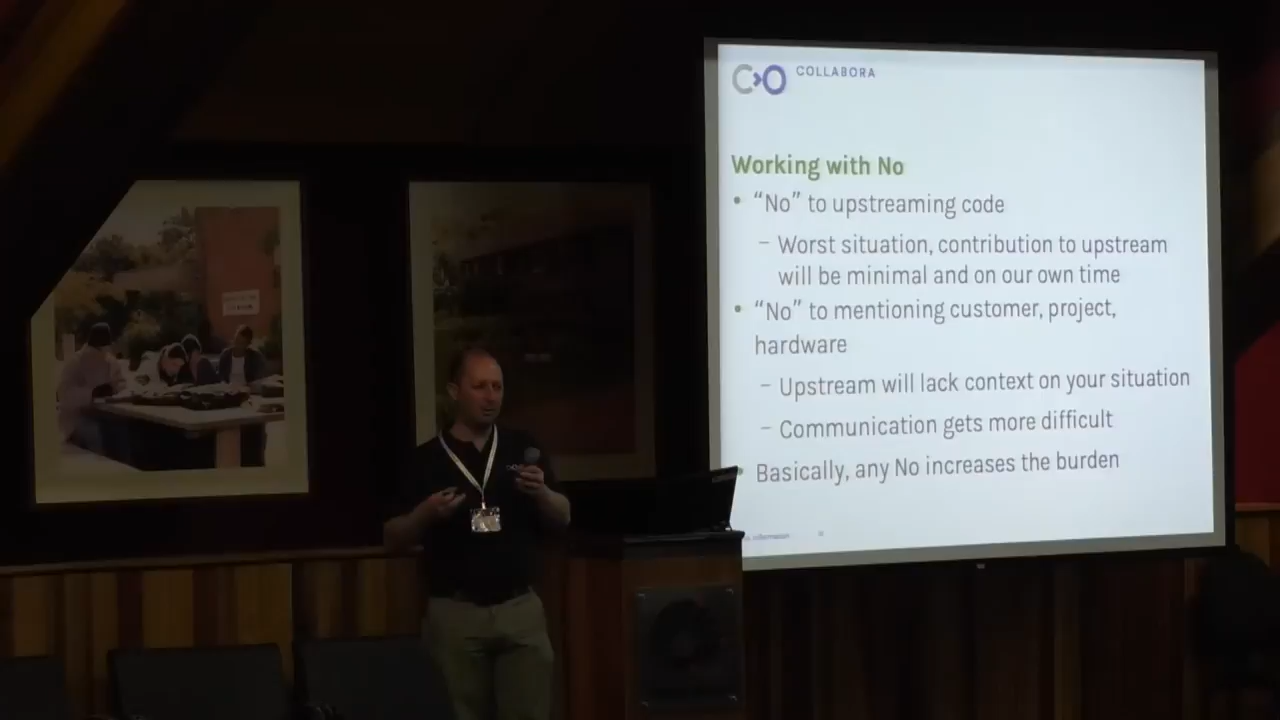 COLLABORA
Working with No
• “No” to upstreaming code
– Worst situation, contribution to upstream
will be minimal and on our own time
• “No” to mentioning customer, project,
hardware
– Upstream will lack context on your situation
– Communication gets more difficult
• Basically, any No increases the burden